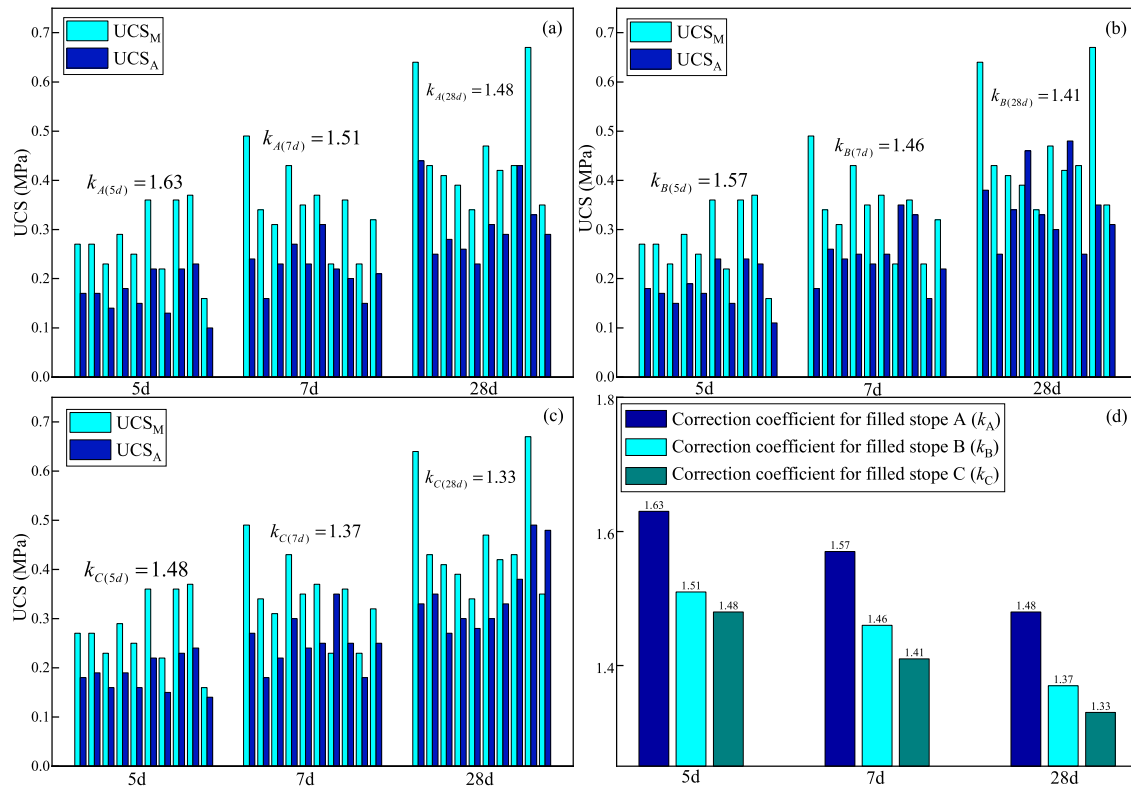 (a)
UCS_M
UCS_A
k_A(5d) = 1.63
k_A(7d) = 1.51
k_A(28d) = 1.48
UCS (MPa)
0.7
0.6
0.5
0.4
0.3
0.2
0.1
0.0
5d 7d 28d
(b)
UCS_M
UCS_A
k_B(5d) = 1.57
k_B(7d) = 1.46
k_B(28d) = 1.41
UCS (MPa)
0.7
0.6
0.5
0.4
0.3
0.2
0.1
0.0
5d 7d 28d
(c)
UCS_M
UCS_A
k_C(5d) = 1.48
k_C(7d) = 1.37
k_C(28d) = 1.33
UCS (MPa)
0.7
0.6
0.5
0.4
0.3
0.2
0.1
0.0
5d 7d 28d
(d)
Correction coefficient for filled stope A (k_A)
Correction coefficient for filled stope B (k_B)
Correction coefficient for filled stope C (k_C)
1.8
1.6
1.4
1.63
1.51
1.48
1.57
1.46
1.41
1.48
1.37
1.33
5d 7d 28d